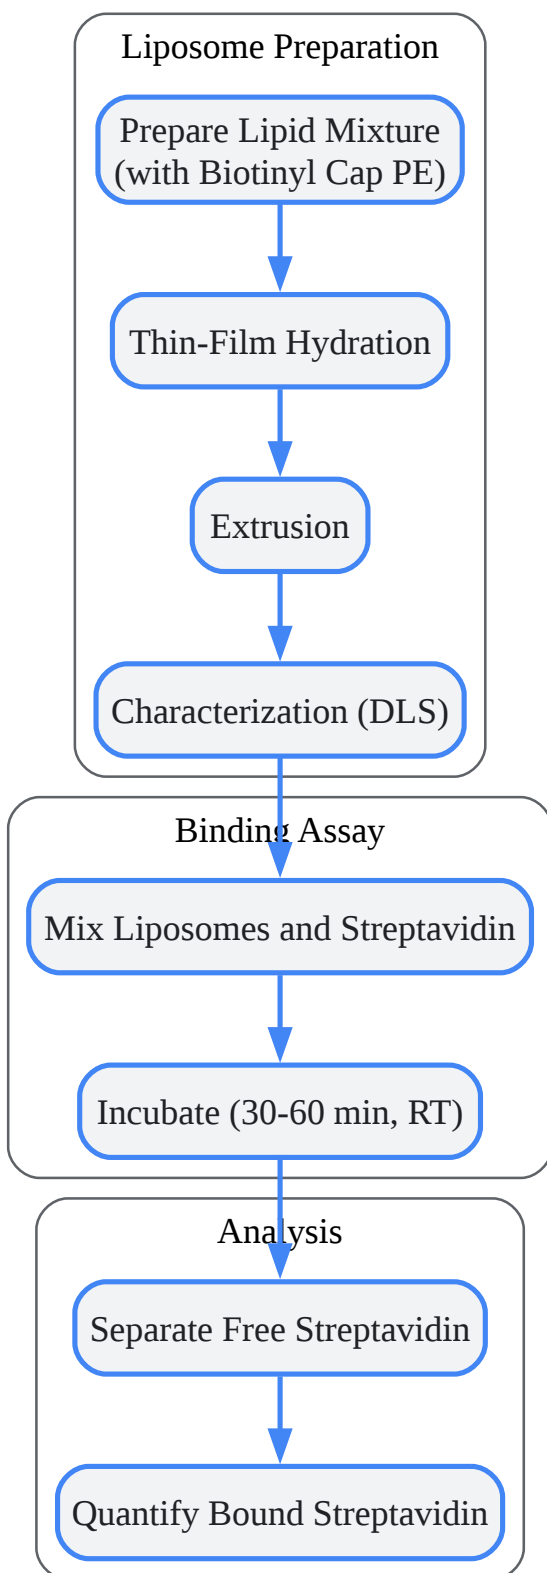 Liposome Preparation
Prepare Lipid Mixture
(with Biotinyl Cap PE)
Thin-Film Hydration
Extrusion
Characterization (DLS)
Binding Assay
Mix Liposomes and Streptavidin
Incubate (30-60 min, RT)
Analysis
Separate Free Streptavidin
Quantify Bound Streptavidin